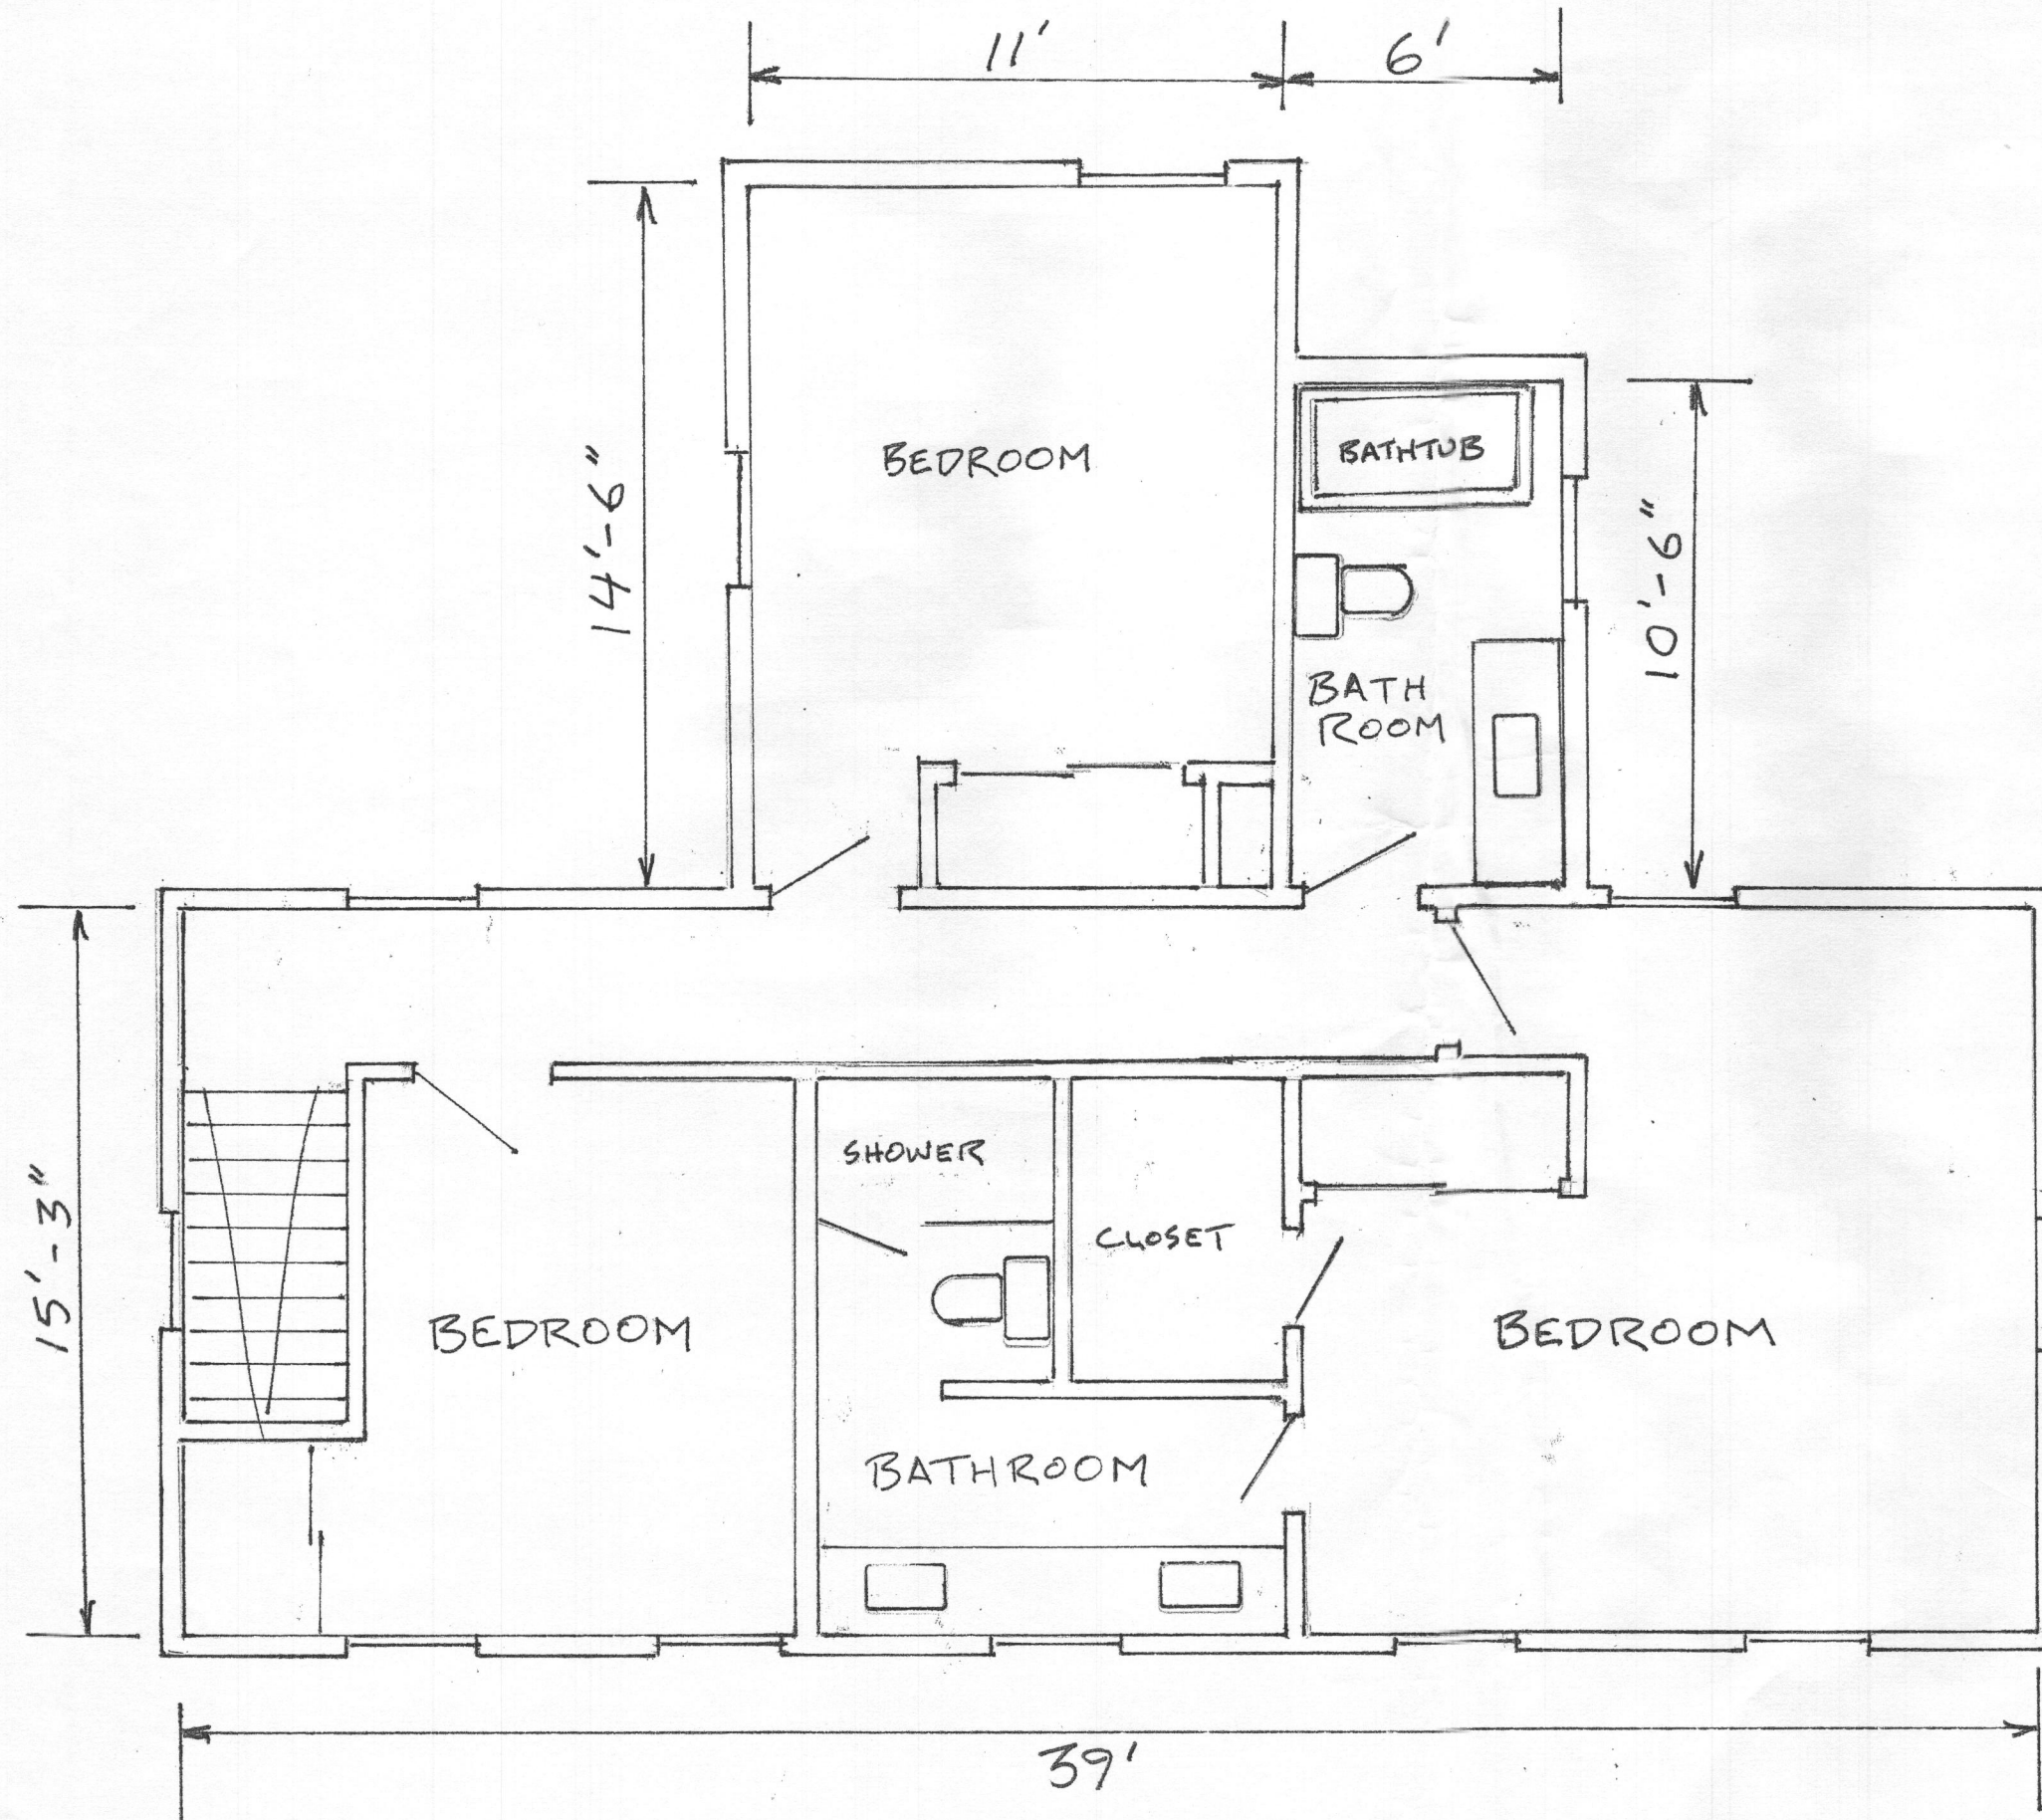 11'
6'
14'-6"
BEDROOM
BATHTUB
10'-6"
BATH
ROOM
15'-3"
SHOWER
CLOSET
BEDROOM
BEDROOM
BATHROOM
39'